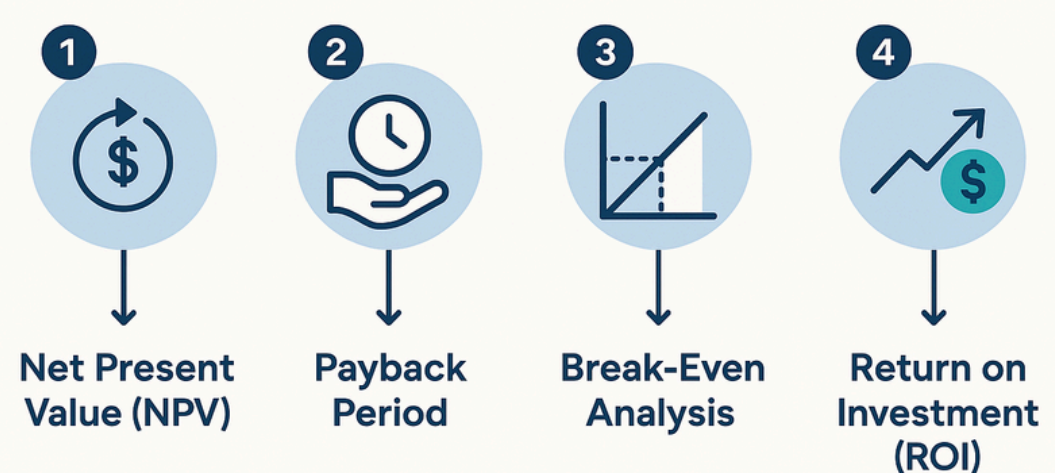 1
2
3
4
$
$
Net Present
Value (NPV)
Payback
Period
Break-Even
Analysis
Return on
Investment
(ROI)